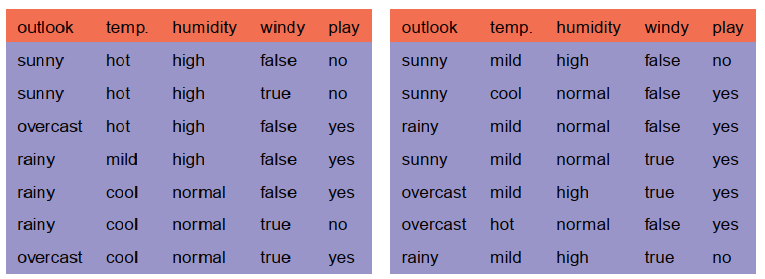 outlook temp. humidity windy play
sunny hot high false no
sunny hot high true no
overcast hot high false yes
rainy mild high false yes
rainy cool normal false yes
rainy cool normal true no
overcast cool normal true yes
outlook temp. humidity windy play
sunny mild high false no
sunny cool normal false yes
rainy mild normal false yes
sunny mild normal true yes
overcast mild high true yes
overcast hot normal false yes
rainy mild high true no